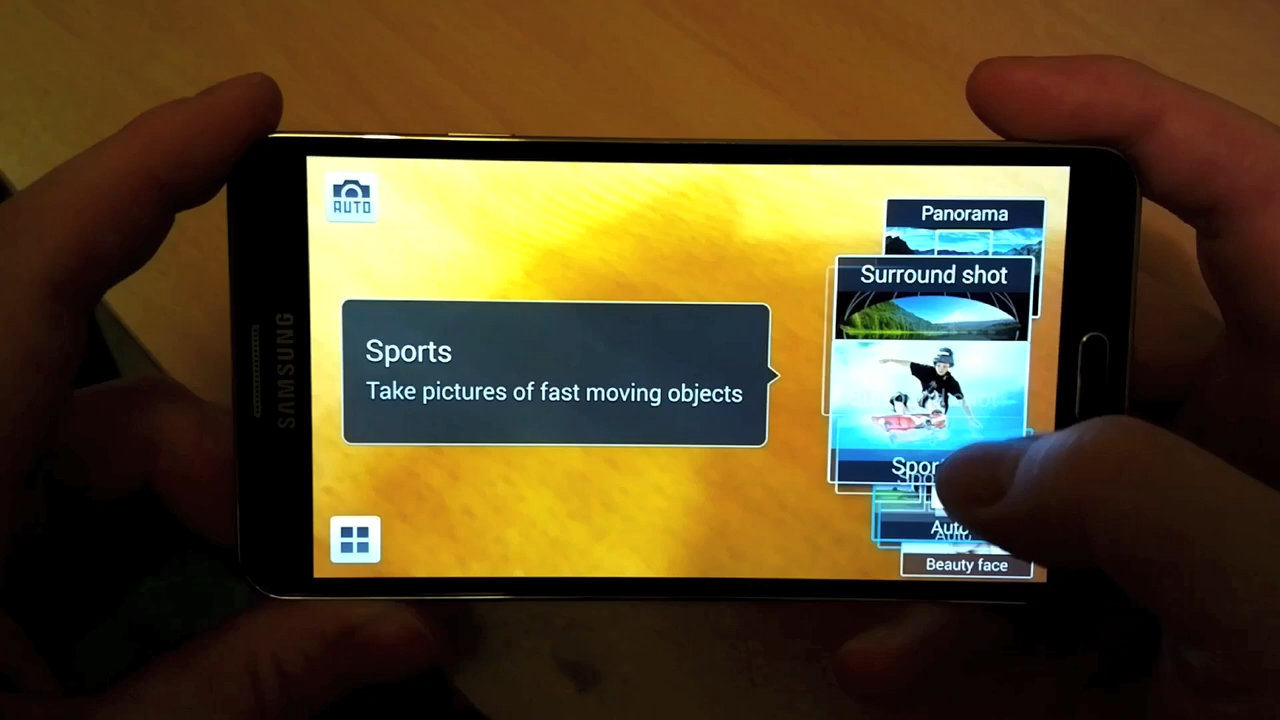 AUTO
SAMSUNG
Sports
Take pictures of fast moving objects
Panorama
Surround shot
Beauty face